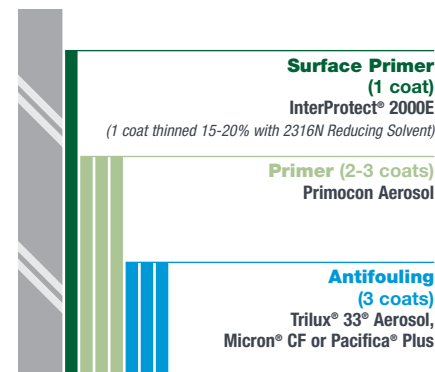 Surface Primer
(1 coat)
InterProtect® 2000E
(1 coat thinned 15-20% with 2316N Reducing Solvent)
Primer (2-3 coats)
Primocon Aerosol
Antifouling
(3 coats)
Trilux® 33® Aerosol,
Micron® CF or Pacifica® Plus